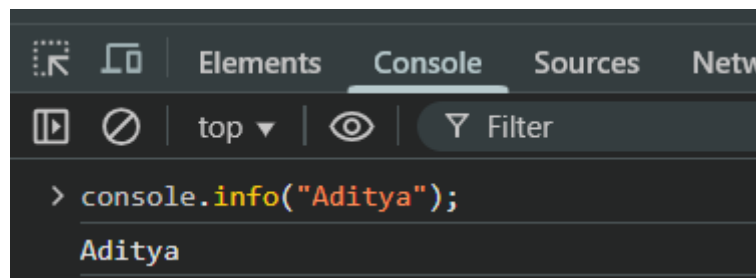 Elements Console Sources Netw
top Filter
> console.info("Aditya");
Aditya